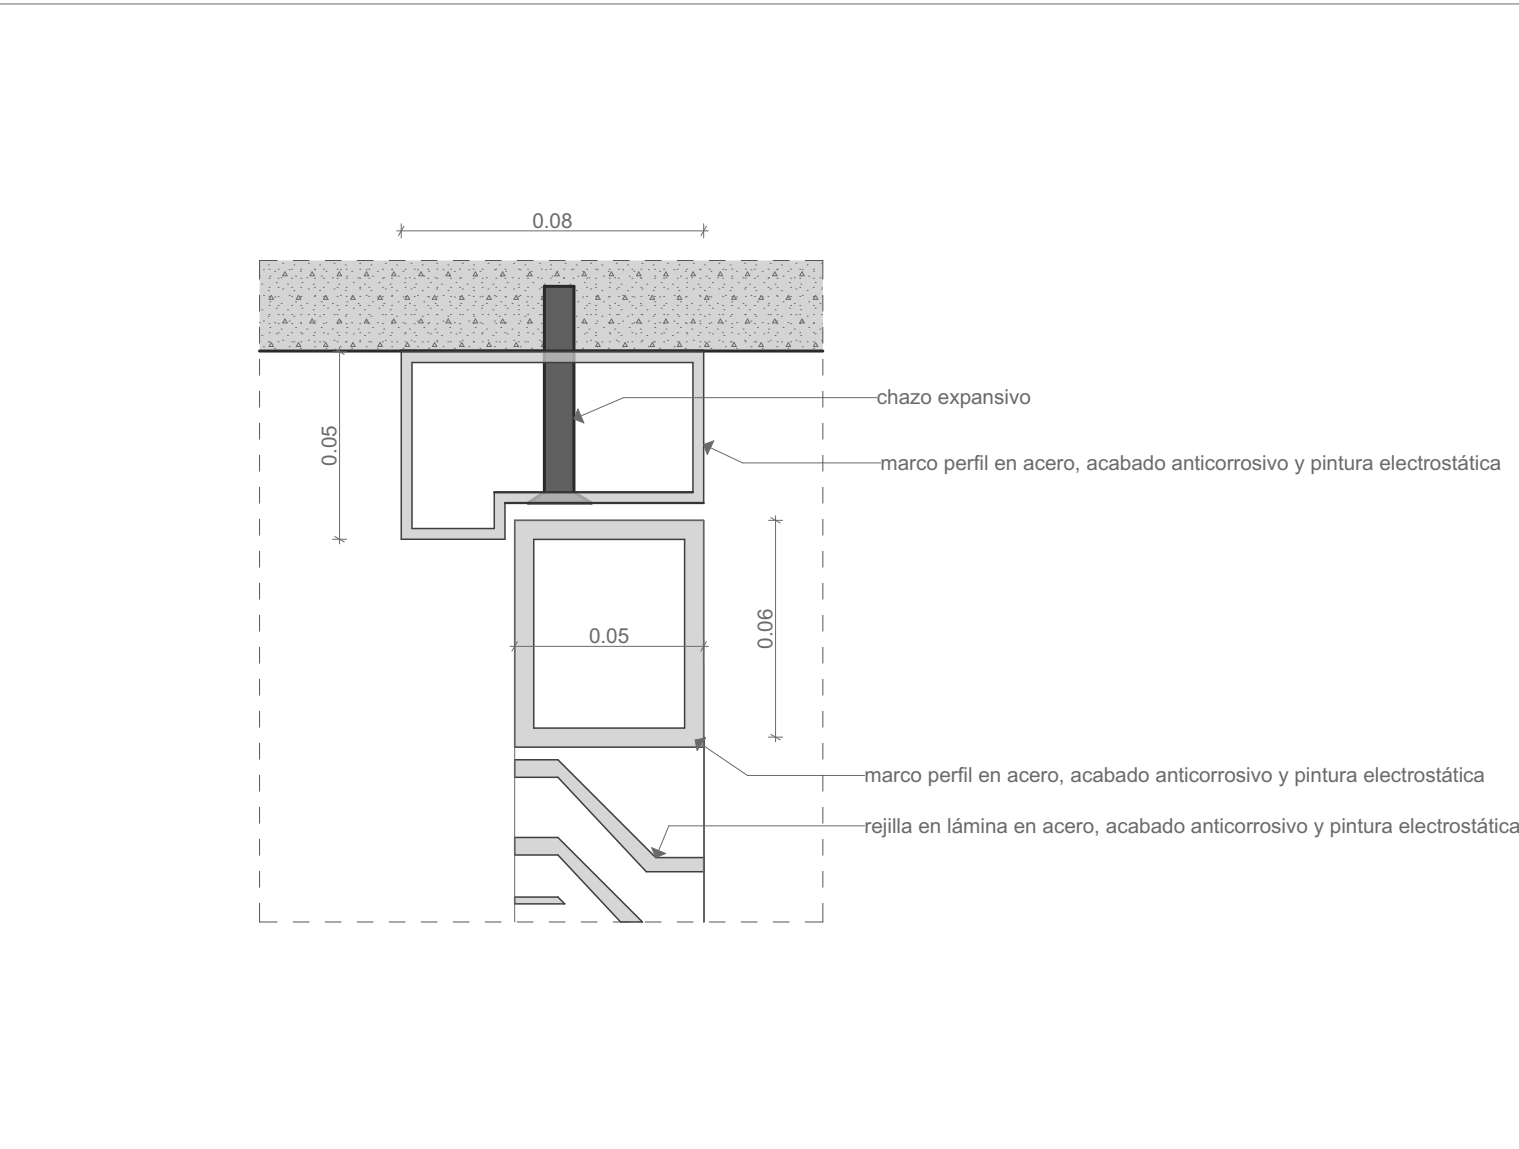 0.08
chazo expansivo
0.05
marco perfil en acero, acabado anticorrosivo y pintura electrostática
0.06
0.05
marco perfil en acero, acabado anticorrosivo y pintura electrostática
rejilla en lámina en acero, acabado anticorrosivo y pintura electrostática